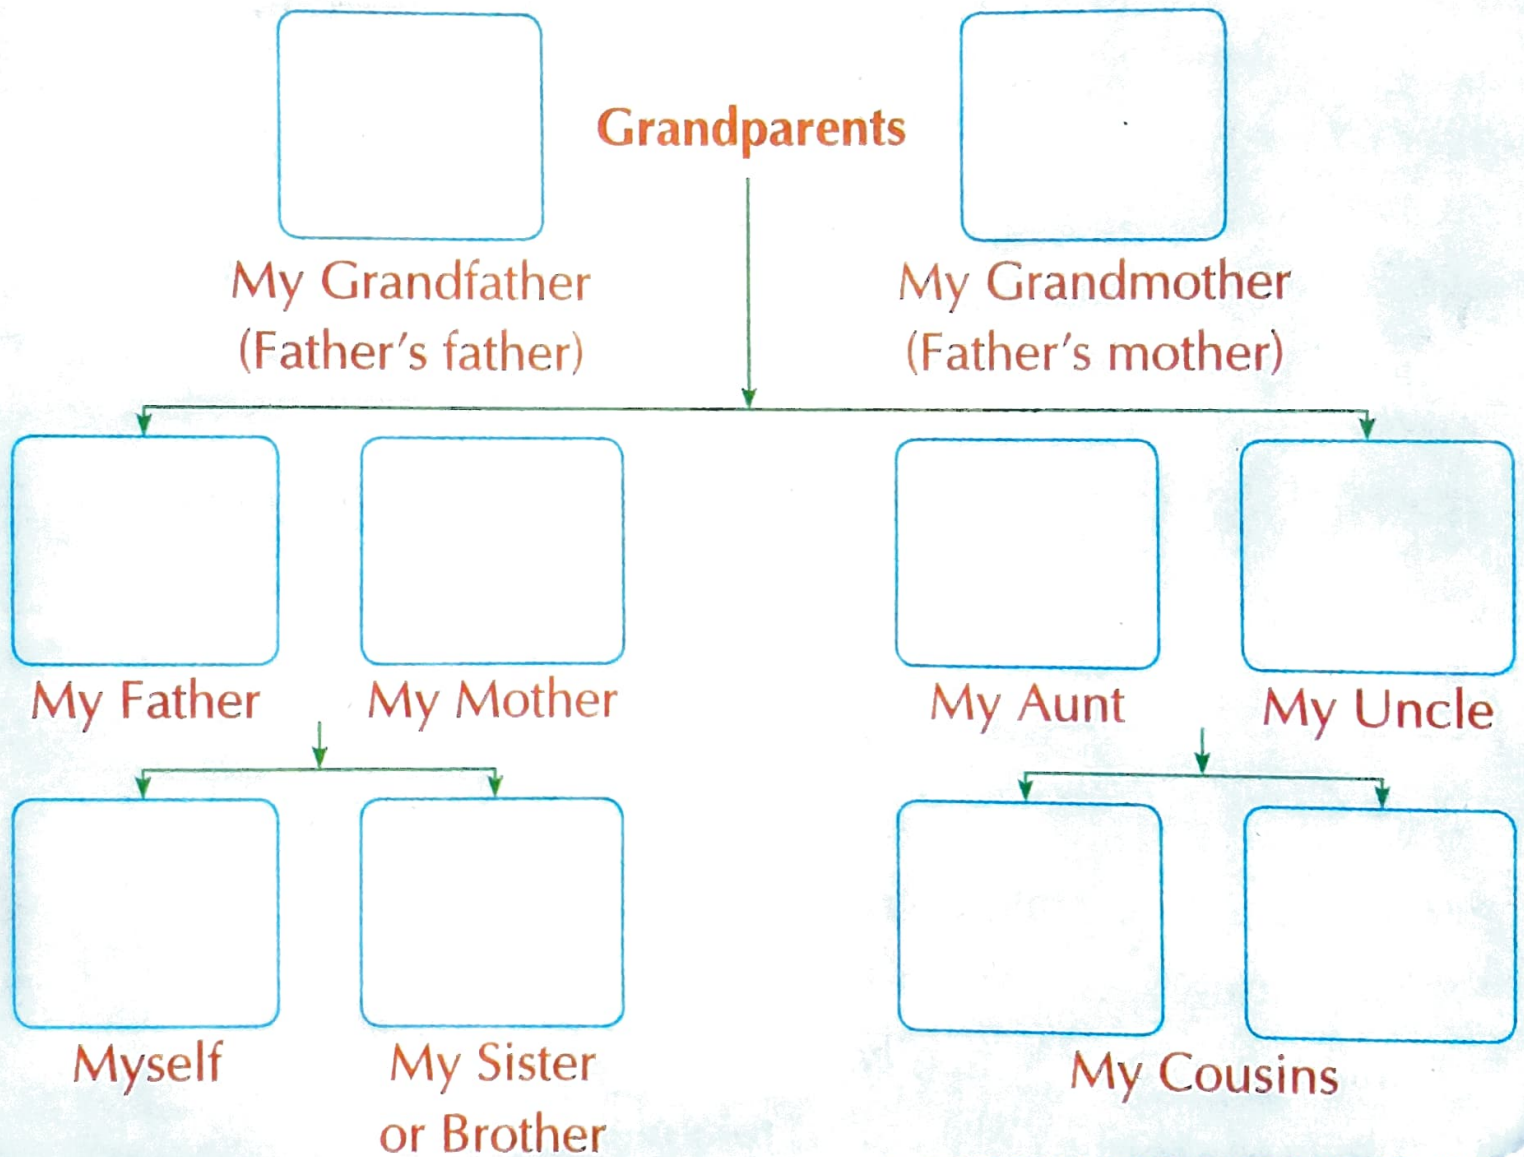 Grandparents
My Grandfather
(Father's father)
My Grandmother
(Father's mother)
My Father
My Mother
My Aunt
My Uncle
Myself
My Sister
or Brother
My Cousins